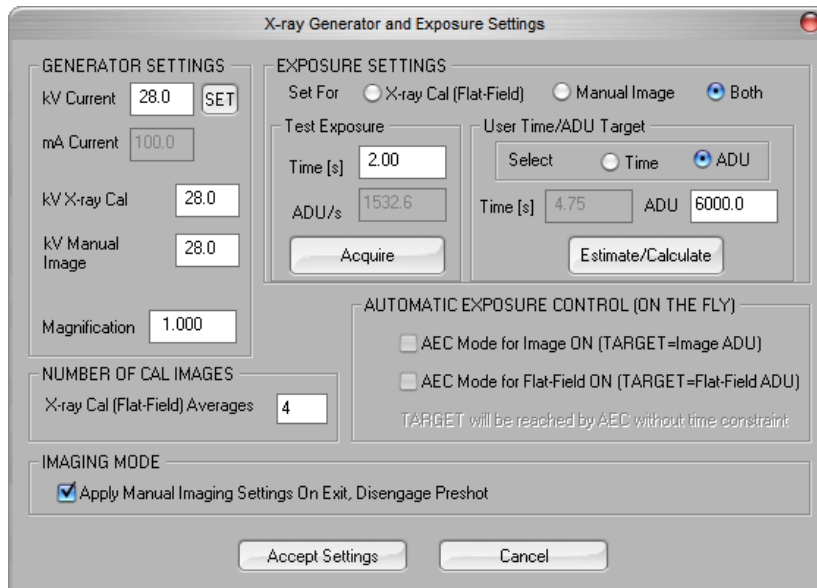 X-ray Generator and Exposure Settings
GENERATOR SETTINGS
kV Current 28.0 SET
mA Current 100.0
kV X-ray Cal 28.0
kV Manual
Image 28.0
Magnification 1.000
EXPOSURE SETTINGS
Set For X-ray Cal (Flat-Field) Manual Image Both
Test Exposure
Time [s] 2.00
ADU/s 1532.6
Acquire
User Time/ADU Target
Select Time ADU
Time [s] 4.75 ADU 6000.0
Estimate/Calculate
AUTOMATIC EXPOSURE CONTROL (ON THE FLY)
AEC Mode for Image ON (TARGET=Image ADU)
AEC Mode for Flat-Field ON (TARGET=Flat-Field ADU)
TARGET will be reached by AEC without time constraint
NUMBER OF CAL IMAGES
X-ray Cal (Flat-Field) Averages 4
IMAGING MODE
Apply Manual Imaging Settings On Exit, Disengage Preshot
Accept Settings Cancel